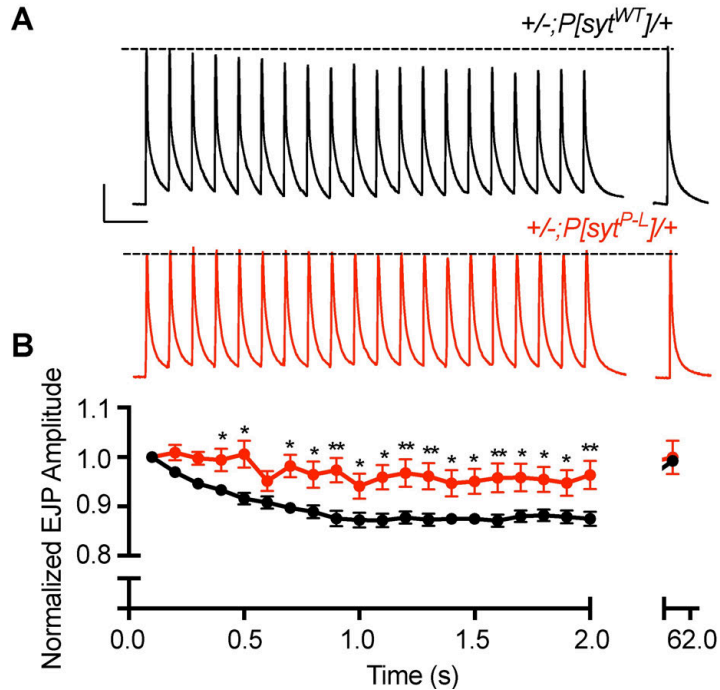 A
+/-;P[syt^WT]/+
+/-;P[syt^P-L]/+
B
Normalized EJP Amplitude
1.1
1.0
0.9
0.8
* * * * ** * * ** ** * * ** * * * **
0.0 0.5 1.0 1.5 2.0 62.0
Time (s)